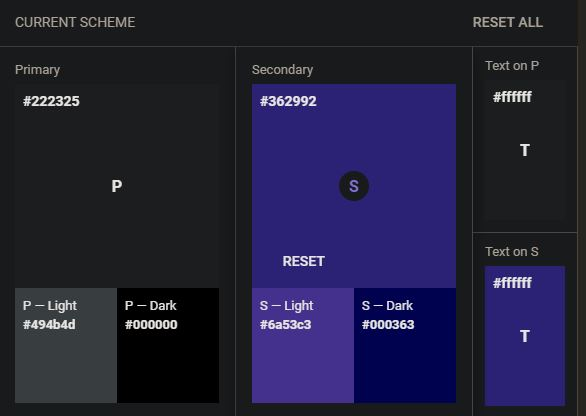 CURRENT SCHEME
RESET ALL
Primary
#222325
P
P — Light
#494b4d
P — Dark
#000000
Secondary
#362992
S
RESET
S — Light
#6a53c3
S — Dark
#000363
Text on P
#ffffff
T
Text on S
#ffffff
T